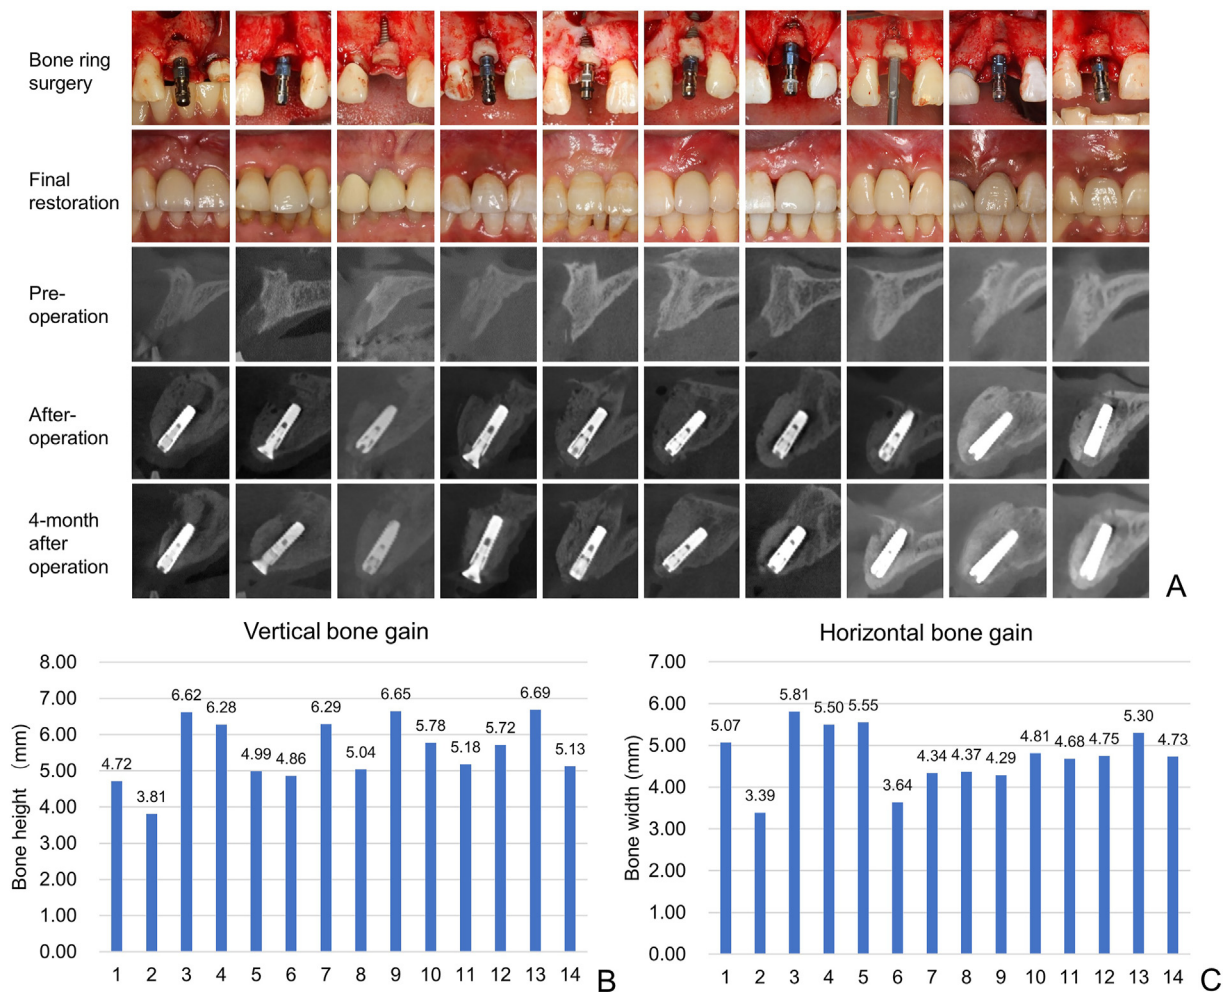 Bone ring
surgery
Final
restoration
Pre-
operation
After-
operation
4-month
after
operation
A
Vertical bone gain
Bone height (mm)
8.00
7.00
6.00
5.00
4.00
3.00
2.00
1.00
0.00
4.72
3.81
6.62
6.28
4.99
4.86
6.29
5.04
6.65
5.78
5.18
5.72
6.69
5.13
1 2 3 4 5 6 7 8 9 10 11 12 13 14
B
Horizontal bone gain
Bone width (mm)
7.00
6.00
5.00
4.00
3.00
2.00
1.00
0.00
5.07
3.39
5.81
5.50
5.55
3.64
4.34
4.37
4.29
4.81
4.68
4.75
5.30
4.73
1 2 3 4 5 6 7 8 9 10 11 12 13 14
C